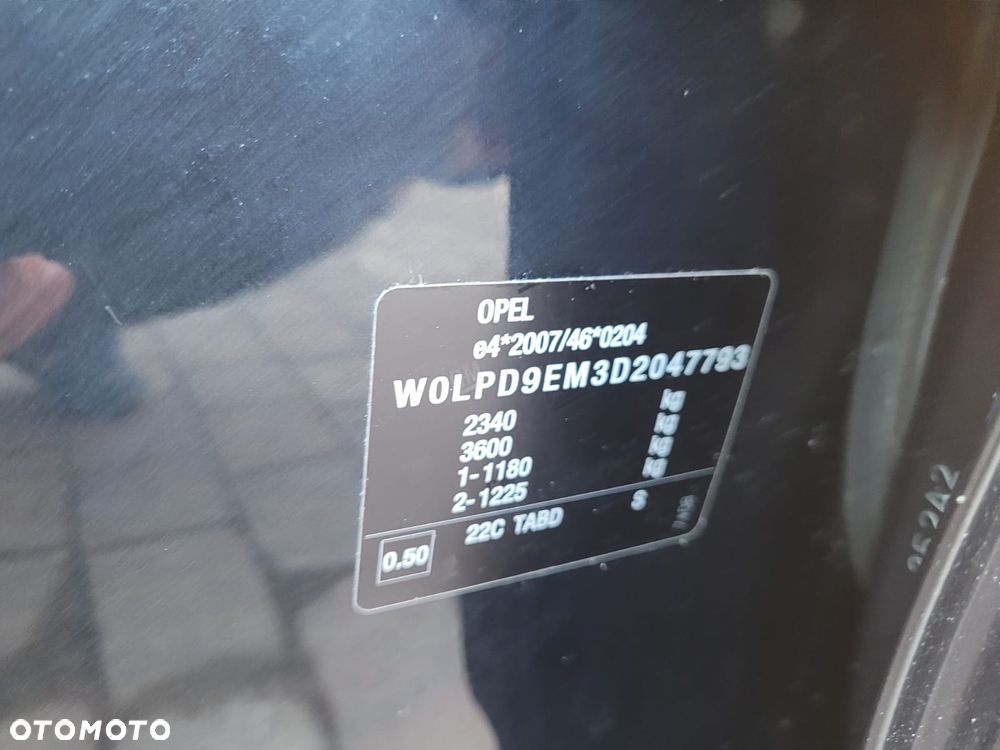 OPEL
e4*2007/46*0204
W0LPD9EM3D2047793
2340 kg
3600 kg
1-1180 kg
2-1225 kg
22C TABD S
0.50
252A2
OTOMOTO